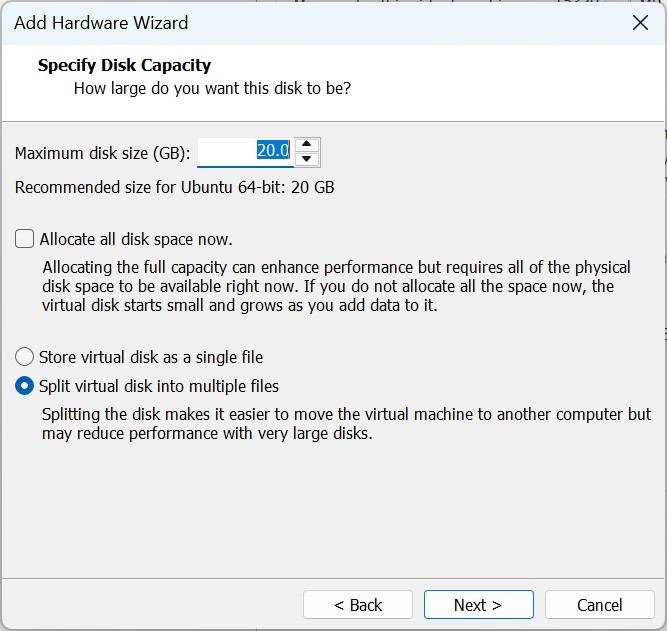 Add Hardware Wizard
Specify Disk Capacity
How large do you want this disk to be?
Maximum disk size (GB): 20.0
Recommended size for Ubuntu 64-bit: 20 GB
Allocate all disk space now.
Allocating the full capacity can enhance performance but requires all of the physical
disk space to be available right now. If you do not allocate all the space now, the
virtual disk starts small and grows as you add data to it.
Store virtual disk as a single file
Split virtual disk into multiple files
Splitting the disk makes it easier to move the virtual machine to another computer but
may reduce performance with very large disks.
< Back Next > Cancel